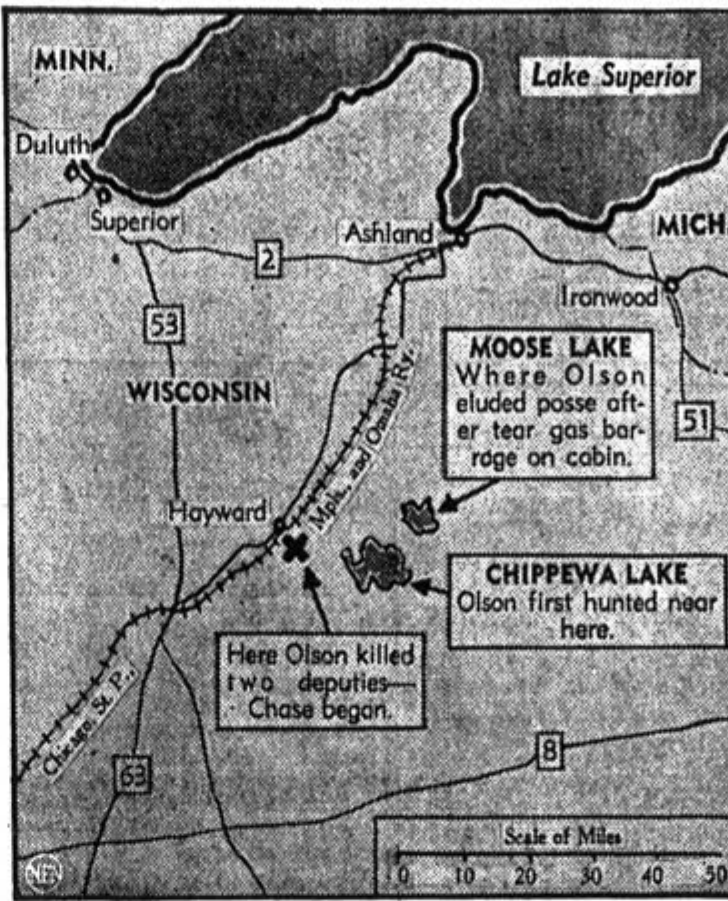 MINN.
Lake Superior
Duluth
Superior
Ashland
MICH.
2
Ironwood
53
MOOSE LAKE
Where Olson
eluded posse aft-
er tear gas bar-
rage on cabin.
WISCONSIN
51
Mpls. and Omaha Ry.
Hayward
CHIPPEWA LAKE
Olson first hunted near
here.
Here Olson killed
two deputies—
Chase began.
Chicago, St. P.,
63
8
Scale of Miles
0 10 20 30 40 50